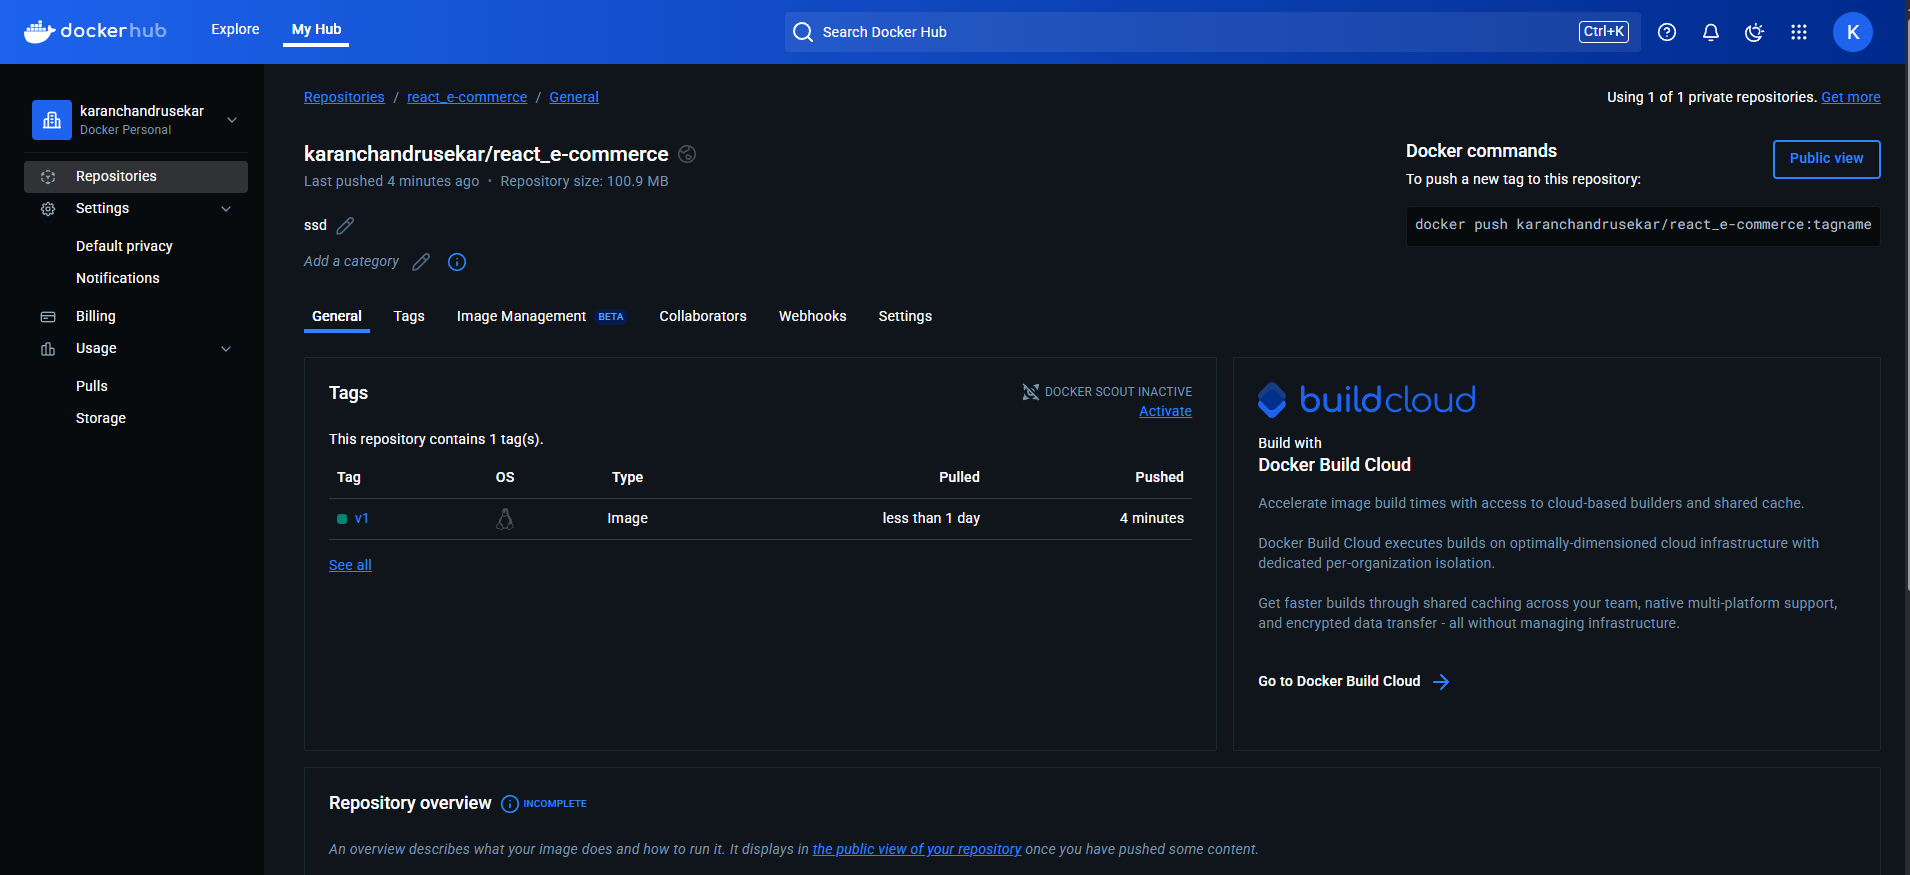 dockerhub
Explore
My Hub
Search Docker Hub
Ctrl+K
K
karanchandrusekar
Docker Personal
Repositories
Settings
Default privacy
Notifications
Billing
Usage
Pulls
Storage
Repositories / react_e-commerce / General
Using 1 of 1 private repositories. Get more
karanchandrusekar/react_e-commerce
Last pushed 4 minutes ago • Repository size: 100.9 MB
ssd
Add a category
Docker commands
Public view
To push a new tag to this repository:
docker push karanchandrusekar/react_e-commerce:tagname
General Tags Image Management BETA Collaborators Webhooks Settings
Tags
DOCKER SCOUT INACTIVE
Activate
This repository contains 1 tag(s).
Tag OS Type Pulled Pushed
v1 Image less than 1 day 4 minutes
See all
buildcloud
Build with
Docker Build Cloud
Accelerate image build times with access to cloud-based builders and shared cache.
Docker Build Cloud executes builds on optimally-dimensioned cloud infrastructure with
dedicated per-organization isolation.
Get faster builds through shared caching across your team, native multi-platform support,
and encrypted data transfer - all without managing infrastructure.
Go to Docker Build Cloud
Repository overview INCOMPLETE
An overview describes what your image does and how to run it. It displays in the public view of your repository once you have pushed some content.